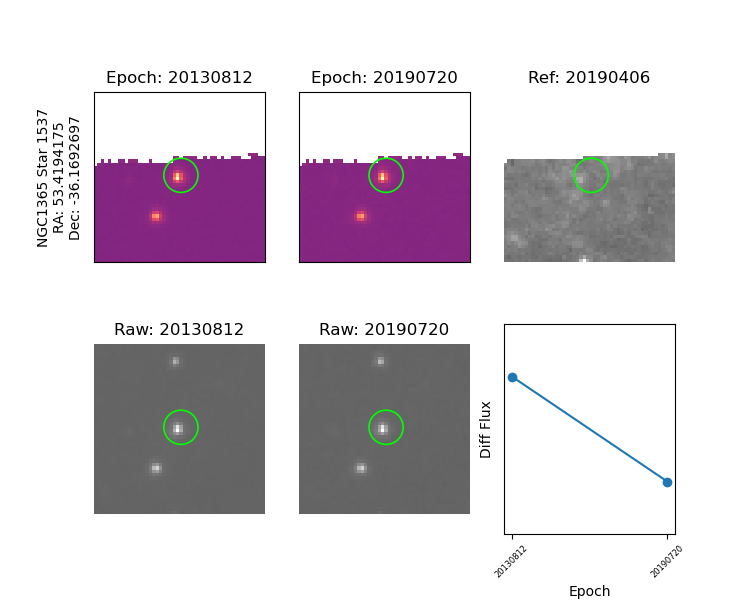 Epoch: 20130812
Epoch: 20190720
Ref: 20190406
NGC1365 Star 1537
RA: 53.4194175
Dec: -36.1692697
Raw: 20130812
Raw: 20190720
Diff Flux
20130812
20190720
Epoch